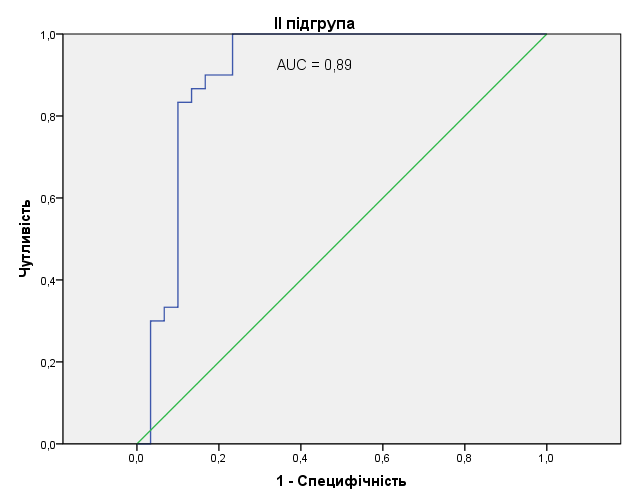 II підгрупа
AUC = 0,89
1,0
0,8
0,6
0,4
0,2
0,0
Чутливість
0,0 0,2 0,4 0,6 0,8 1,0
1 - Специфічність